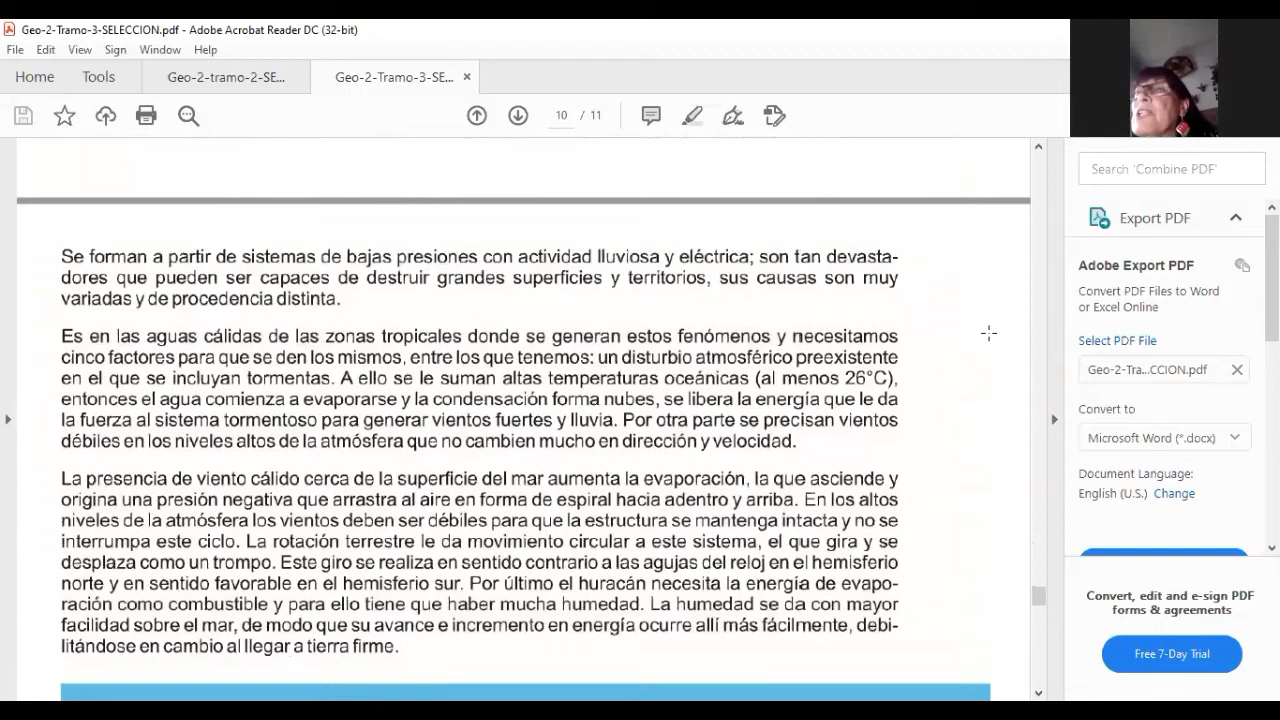 Geo-2-Tramo-3-SELECCION.pdf - Adobe Acrobat Reader DC (32-bit)
File Edit View Sign Window Help
Home Tools Geo-2-tramo-2-SE... Geo-2-Tramo-3-SE... ×
10 / 11
Search 'Combine PDF'
Export PDF
Adobe Export PDF
Convert PDF Files to Word
or Excel Online
Select PDF File
Geo-2-Tra...CCION.pdf
Convert to
Microsoft Word (*.docx)
Document Language:
English (U.S.) Change
Convert, edit and e-sign PDF
forms & agreements
Free 7-Day Trial
Se forman a partir de sistemas de bajas presiones con actividad lluviosa y eléctrica; son tan devasta-
dores que pueden ser capaces de destruir grandes superficies y territorios, sus causas son muy
variadas y de procedencia distinta.
Es en las aguas cálidas de las zonas tropicales donde se generan estos fenómenos y necesitamos
cinco factores para que se den los mismos, entre los que tenemos: un disturbio atmosférico preexistente
en el que se incluyan tormentas. A ello se le suman altas temperaturas oceánicas (al menos 26°C),
entonces el agua comienza a evaporarse y la condensación forma nubes, se libera la energía que le da
la fuerza al sistema tormentoso para generar vientos fuertes y lluvia. Por otra parte se precisan vientos
débiles en los niveles altos de la atmósfera que no cambien mucho en dirección y velocidad.
La presencia de viento cálido cerca de la superficie del mar aumenta la evaporación, la que asciende y
origina una presión negativa que arrastra al aire en forma de espiral hacia adentro y arriba. En los altos
niveles de la atmósfera los vientos deben ser débiles para que la estructura se mantenga intacta y no se
interrumpa este ciclo. La rotación terrestre le da movimiento circular a este sistema, el que gira y se
desplaza como un trompo. Este giro se realiza en sentido contrario a las agujas del reloj en el hemisferio
norte y en sentido favorable en el hemisferio sur. Por último el huracán necesita la energía de evapo-
ración como combustible y para ello tiene que haber mucha humedad. La humedad se da con mayor
facilidad sobre el mar, de modo que su avance e incremento en energía ocurre allí más fácilmente, debi-
litándose en cambio al llegar a tierra firme.